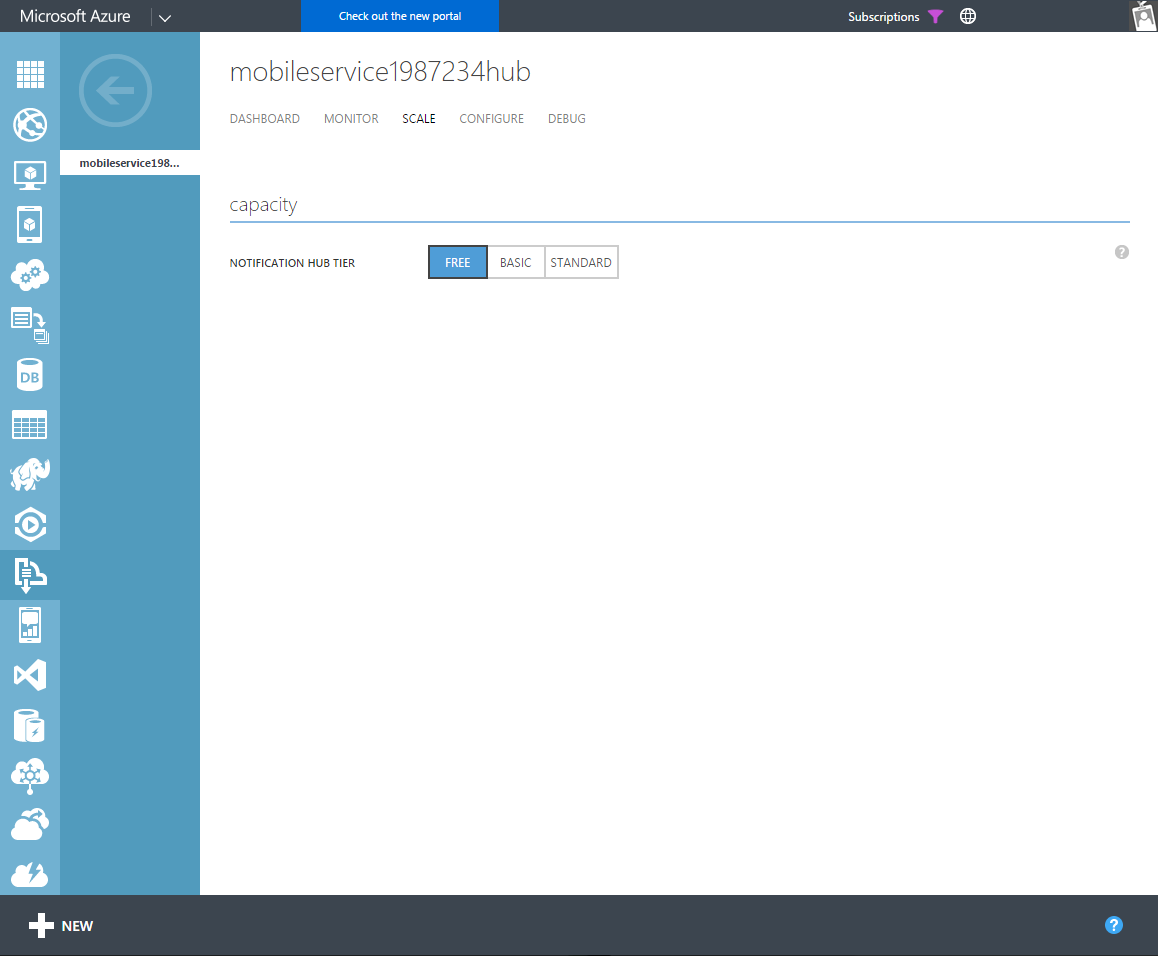 Microsoft Azure
Check out the new portal
Subscriptions
mobileservice1987234hub
DASHBOARD MONITOR SCALE CONFIGURE DEBUG
mobileservice198...
capacity
NOTIFICATION HUB TIER FREE BASIC STANDARD
?
DB
NEW
?